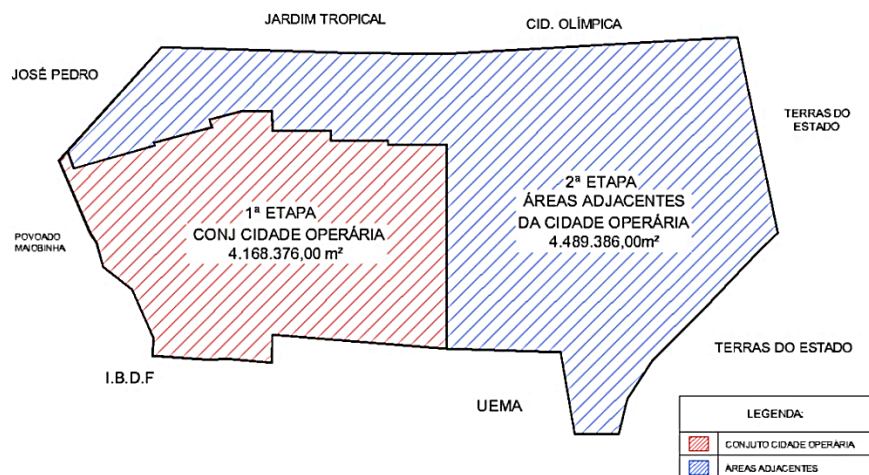 JARDIM TROPICAL
CID. OLÍMPICA
JOSÉ PEDRO
TERRAS DO
ESTADO
1ª ETAPA
CONJ CIDADE OPERÁRIA
4.168.376,00 m²
2ª ETAPA
ÁREAS ADJACENTES
DA CIDADE OPERÁRIA
4.489.386,00m²
POVOADO
MAIOBINHA
TERRAS DO ESTADO
I.B.D.F
UEMA
LEGENDA:
CONJUTO CIDADE OPERÁRIA
ÁREAS ADJACENTES